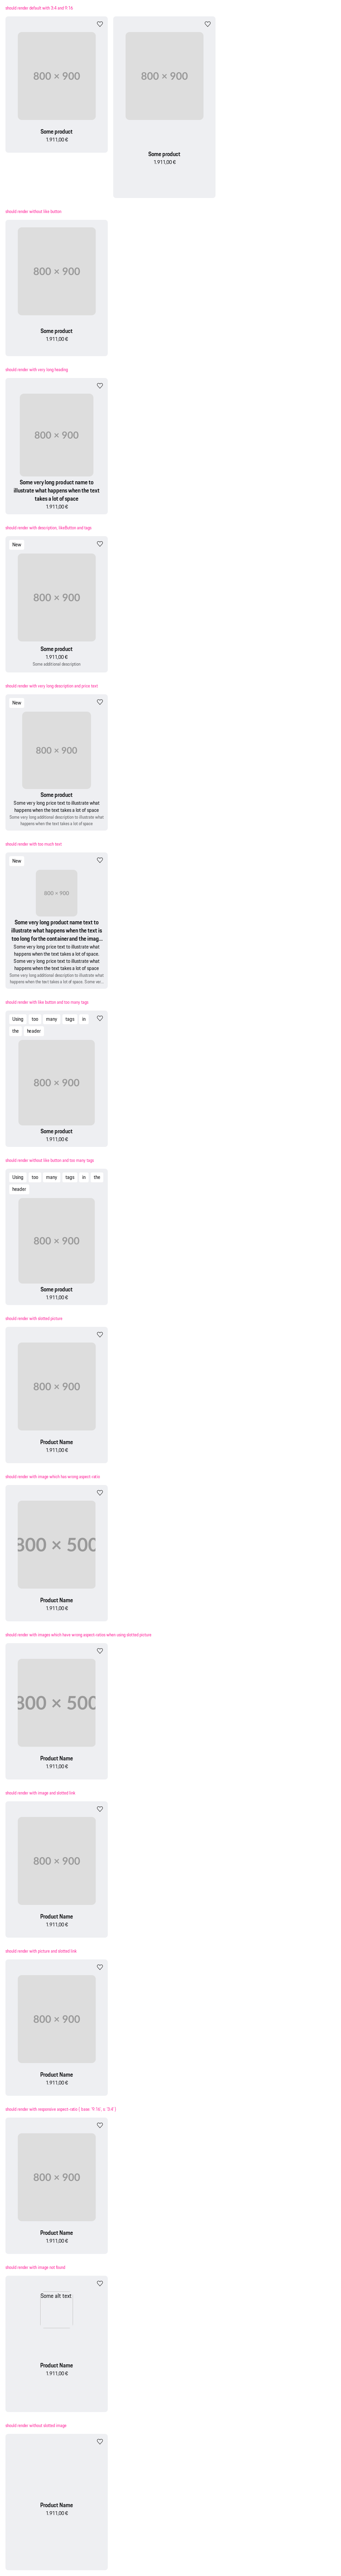 should render default with 3:4 and 9:16
800 × 900
Some product
1.911,00 €
800 × 900
Some product
1.911,00 €
should render without like button
800 × 900
Some product
1.911,00 €
should render with very long heading
800 × 900
Some very long product name to
illustrate what happens when the text
takes a lot of space
1.911,00 €
should render with description, likeButton and tags
New
800 × 900
Some product
1.911,00 €
Some additional description
should render with very long description and price text
New
800 × 900
Some product
Some very long price text to illustrate what
happens when the text takes a lot of space
Some very long additional description to illustrate what
happens when the text takes a lot of space
should render with too much text
New
800 × 900
Some very long product name text to
illustrate what happens when the text is
too long for the container and the imag...
Some very long price text to illustrate what
happens when the text takes a lot of space.
Some very long price text to illustrate what
happens when the text takes a lot of space
Some very long additional description to illustrate what
happens when the text takes a lot of space. Some ver...
should render with like button and too many tags
Using too many tags in
the header
800 × 900
Some product
1.911,00 €
should render without like button and too many tags
Using too many tags in the
header
800 × 900
Some product
1.911,00 €
should render with slotted picture
800 × 900
Product Name
1.911,00 €
should render with image which has wrong aspect-ratio
800 × 500
Product Name
1.911,00 €
should render with images which have wrong aspect-ratios when using slotted picture
800 × 500
Product Name
1.911,00 €
should render with image and slotted link
800 × 900
Product Name
1.911,00 €
should render with picture and slotted link
800 × 900
Product Name
1.911,00 €
should render with responsive aspect-ratio { base: '9:16', s: '3:4' }
800 × 900
Product Name
1.911,00 €
should render with image not found
Some alt text
Product Name
1.911,00 €
should render without slotted image
Product Name
1.911,00 €